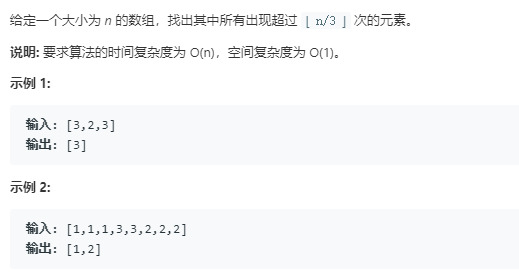 给定一个大小为 n 的数组，找出其中所有出现超过 ⌊ n/3 ⌋ 次的元素。
说明: 要求算法的时间复杂度为 O(n)，空间复杂度为 O(1)。
示例 1:
输入: [3,2,3]
输出: [3]
示例 2:
输入: [1,1,1,3,3,2,2,2]
输出: [1,2]